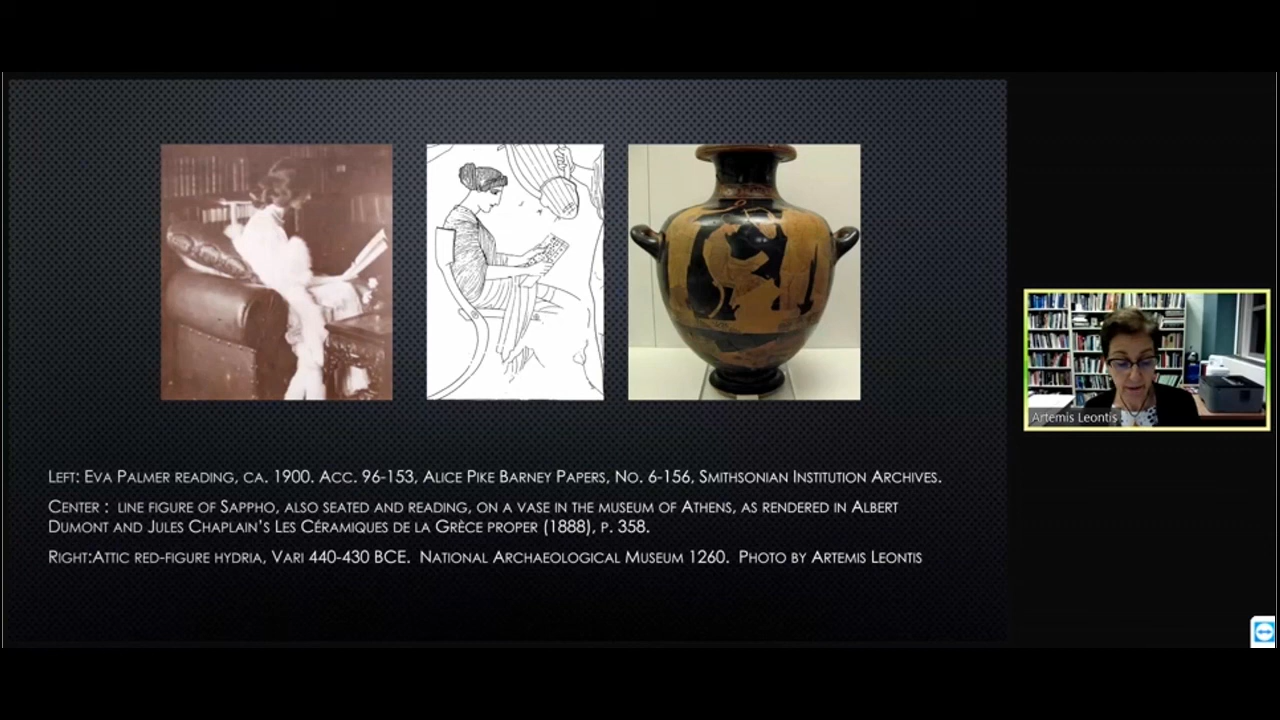 Left: Eva Palmer reading, ca. 1900. Acc. 96-153, Alice Pike Barney Papers, No. 6-156, Smithsonian Institution Archives.
Center : line figure of Sappho, also seated and reading, on a vase in the museum of Athens, as rendered in Albert
Dumont and Jules Chaplain's Les Céramiques de la Grèce proper (1888), p. 358.
Right:Attic red-figure hydria, Vari 440-430 BCE. National Archaeological Museum 1260. Photo by Artemis Leontis
Artemis Leontis